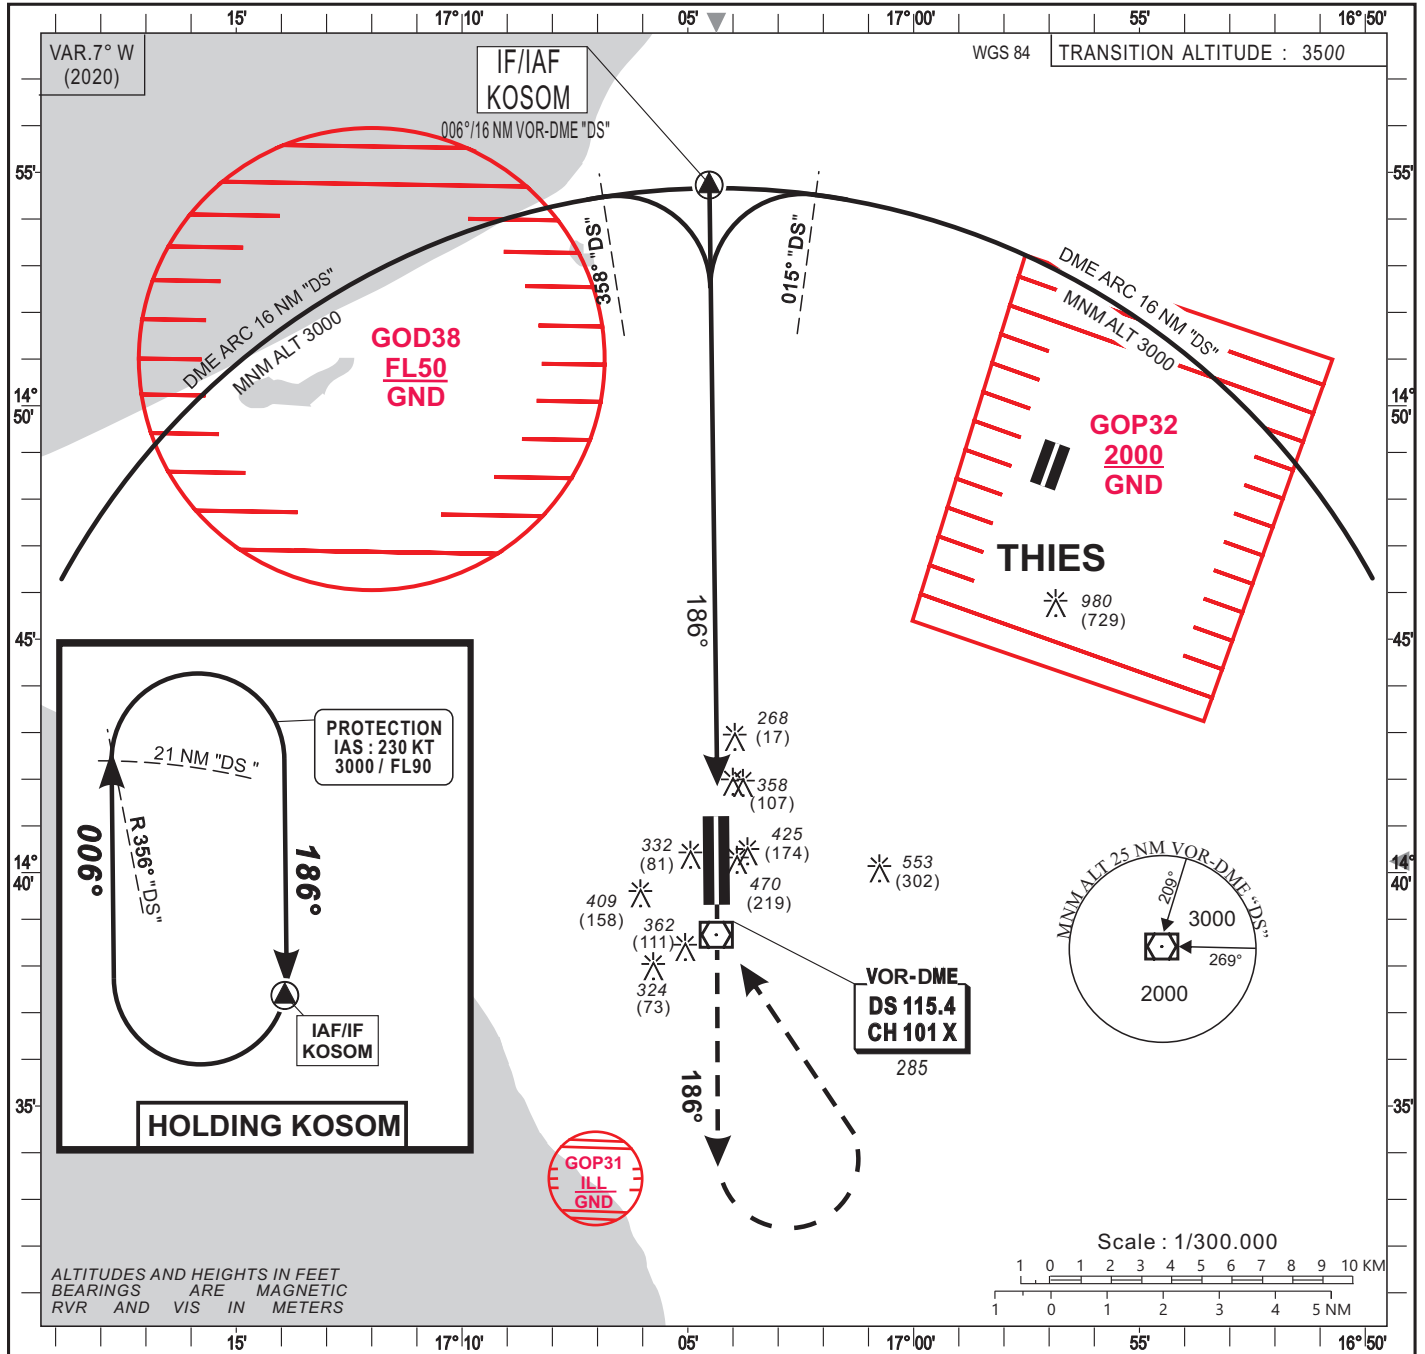 15'
17°10'
05'
17°00'
55'
16°50'
VAR.7° W
(2020)
IF/IAF
KOSOM
006°/16 NM VOR-DME "DS"
WGS 84
TRANSITION ALTITUDE : 3500
55'
55'
358° "DS"
015° "DS"
DME ARC 16 NM "DS"
MNM ALT 3000
DME ARC 16 NM "DS"
MNM ALT 3000
GOD38
FL50
GND
14°
50'
14°
50'
GOP32
2000
GND
THIES
980
(729)
186°
45'
45'
PROTECTION
IAS : 230 KT
3000 / FL90
21 NM "DS "
R 356° "DS"
006°
186°
IAF/IF
KOSOM
HOLDING KOSOM
268
(17)
358
(107)
332
(81)
425
(174)
470
(219)
553
(302)
409
(158)
362
(111)
324
(73)
14°
40'
14°
40'
VOR-DME
DS 115.4
CH 101 X
285
MNM ALT 25 NM VOR-DME "DS"
209°
3000
269°
2000
186°
35'
35'
GOP31
ILL
GND
Scale : 1/300.000
1 0 1 2 3 4 5 6 7 8 9 10 KM
1 0 1 2 3 4 5 NM
ALTITUDES AND HEIGHTS IN FEET
BEARINGS ARE MAGNETIC
RVR AND VIS IN METERS
15'
17°10'
05'
17°00'
55'
16°50'